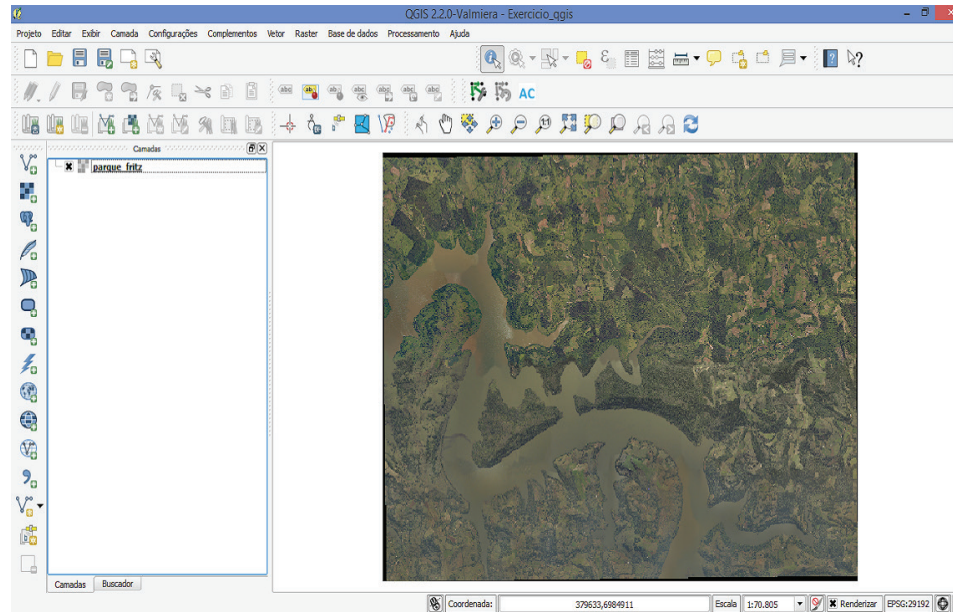 QGIS 2.2.0-Valmiera - Exercicio_qgis
Projeto Editar Exibir Camada Configurações Complementos Vetor Raster Base de dados Processamento Ajuda
AC
Camadas
parque_fritz
Camadas Buscador
Coordenada: 379633,6984911 Escala 1:70.805 Renderizar EPSG:29192